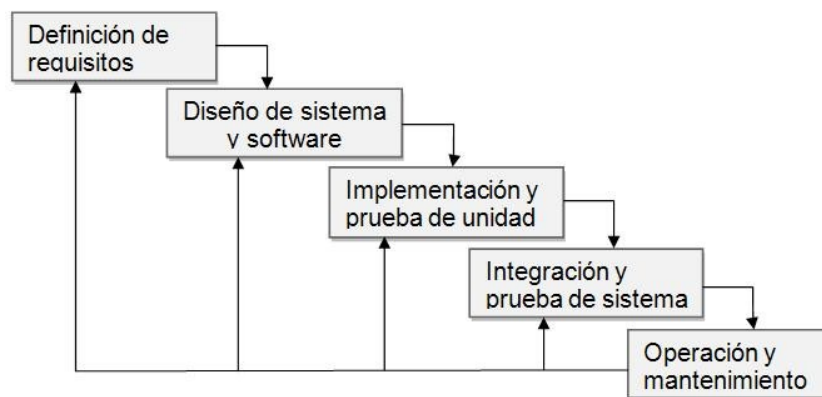 Definición de
requisitos
Diseño de sistema
y software
Implementación y
prueba de unidad
Integración y
prueba de sistema
Operación y
mantenimiento